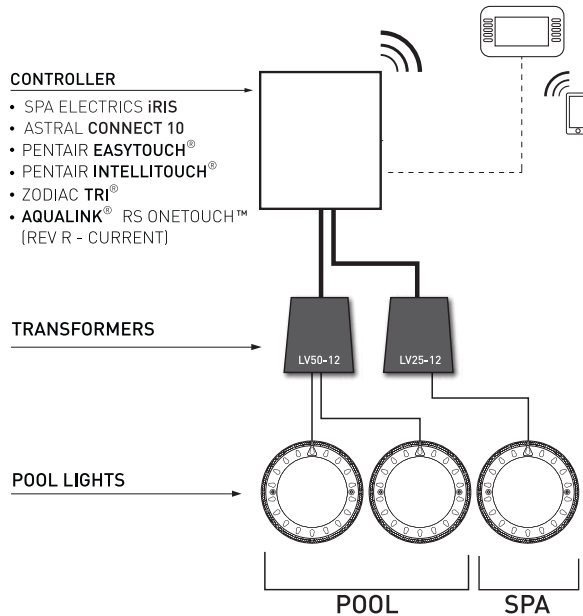 CONTROLLER
• SPA ELECTRICS iRIS
• ASTRAL CONNECT 10
• PENTAIR EASYTOUCH®
• PENTAIR INTELLITOUCH®
• ZODIAC TRI®
• AQUALINK® RS ONETOUCH™
(REV R - CURRENT)
TRANSFORMERS
LV50-12
LV25-12
POOL LIGHTS
POOL
SPA